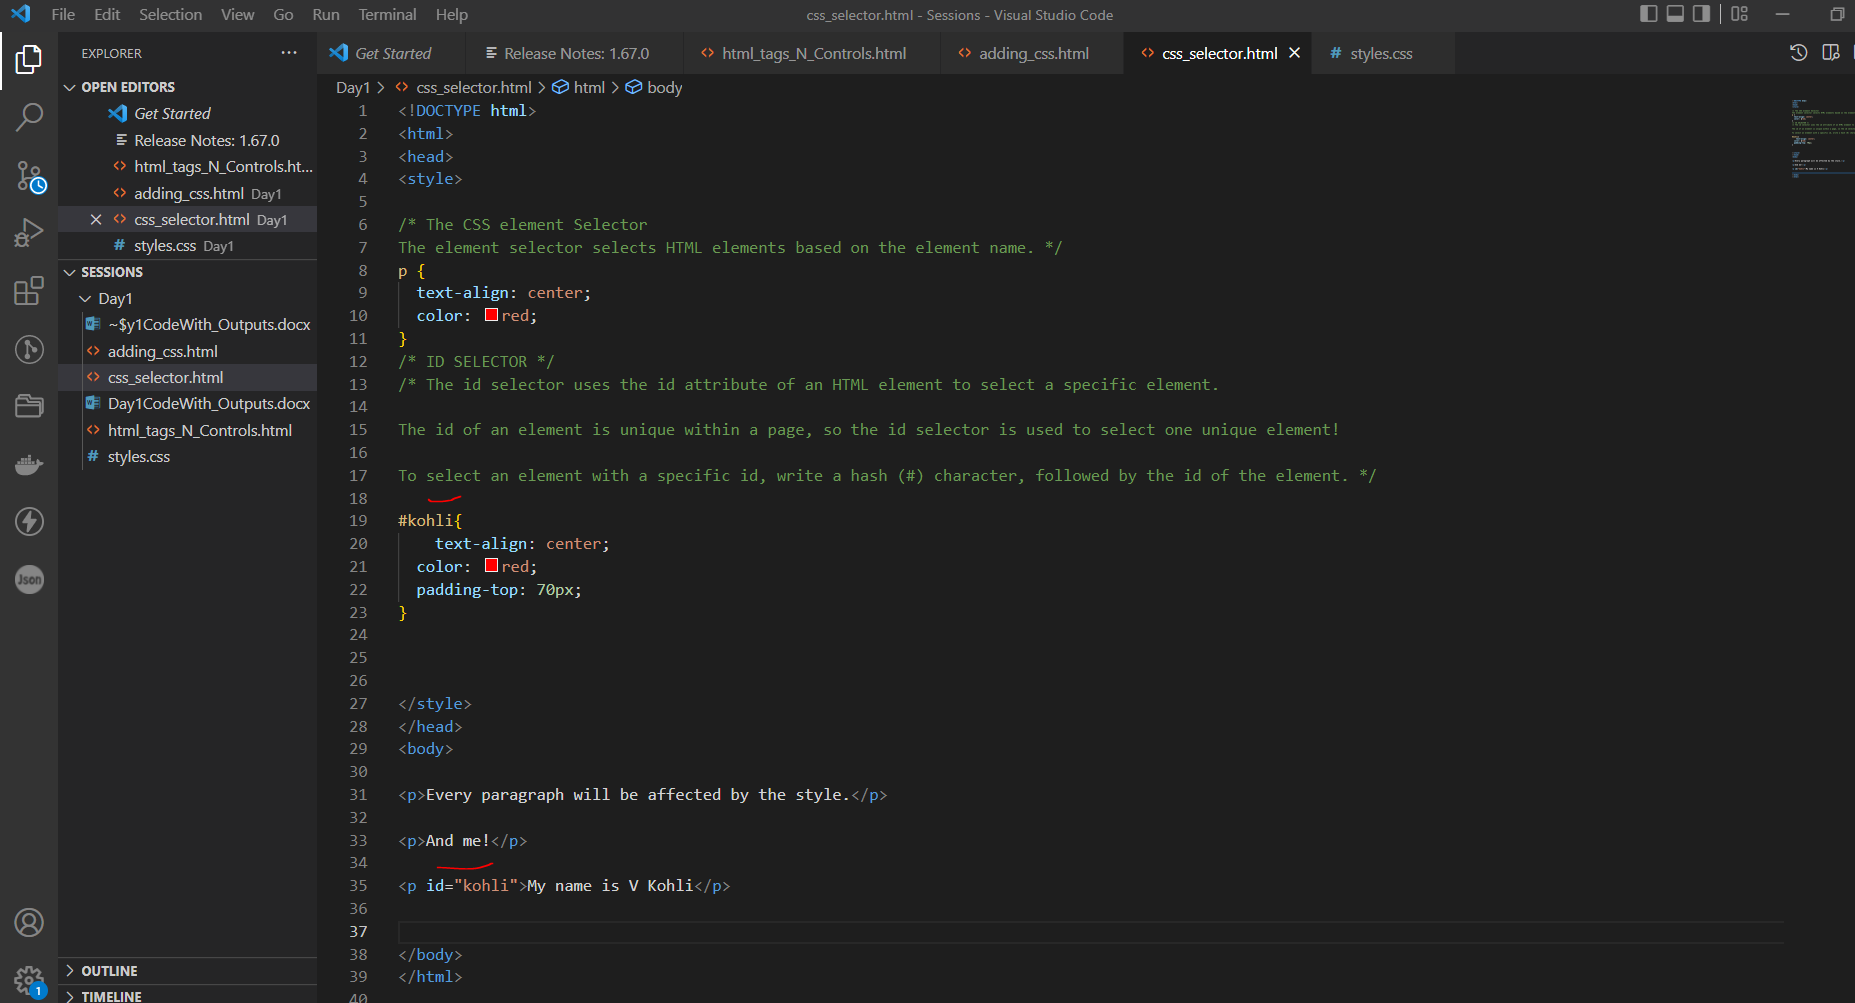 File Edit Selection View Go Run Terminal Help
css_selector.html - Sessions - Visual Studio Code
EXPLORER
OPEN EDITORS
Get Started
Release Notes: 1.67.0
html_tags_N_Controls.ht...
adding_css.html Day1
css_selector.html Day1
# styles.css Day1
SESSIONS
Day1
~$y1CodeWith_Outputs.docx
adding_css.html
css_selector.html
Day1CodeWith_Outputs.docx
html_tags_N_Controls.html
# styles.css
Json
1
OUTLINE
TIMELINE
Get Started Release Notes: 1.67.0 html_tags_N_Controls.html adding_css.html css_selector.html # styles.css
Day1 > css_selector.html > html > body
1 <!DOCTYPE html>
2 <html>
3 <head>
4 <style>
5
6 /* The CSS element Selector
7 The element selector selects HTML elements based on the element name. */
8 p {
9 text-align: center;
10 color: red;
11 }
12 /* ID SELECTOR */
13 /* The id selector uses the id attribute of an HTML element to select a specific element.
14
15 The id of an element is unique within a page, so the id selector is used to select one unique element!
16
17 To select an element with a specific id, write a hash (#) character, followed by the id of the element. */
18
19 #kohli{
20 text-align: center;
21 color: red;
22 padding-top: 70px;
23 }
24
25
26
27 </style>
28 </head>
29 <body>
30
31 <p>Every paragraph will be affected by the style.</p>
32
33 <p>And me!</p>
34
35 <p id="kohli">My name is V Kohli</p>
36
37
38 </body>
39 </html>
40